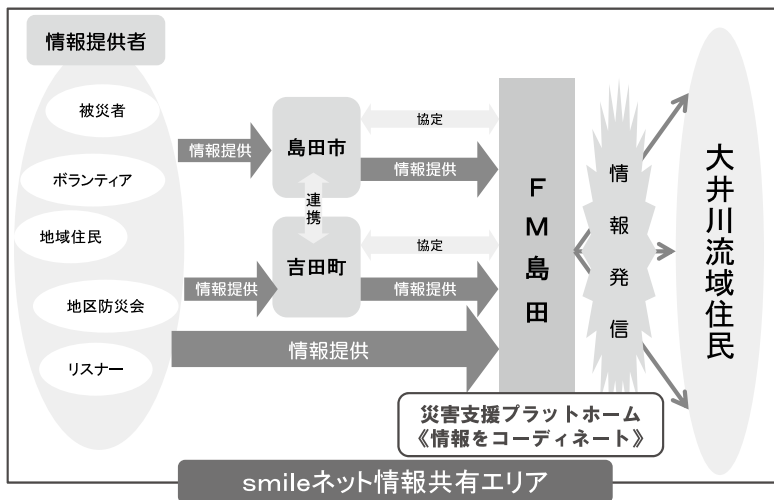 情報提供者
被災者
ボランティア
地域住民
地区防災会
リスナー
情報提供
情報提供
情報提供
島田市
連携
吉田町
協定
情報提供
協定
情報提供
FM島田
情報発信
大井川流域住民
災害支援プラットホーム
《情報をコーディネート》
smileネット情報共有エリア